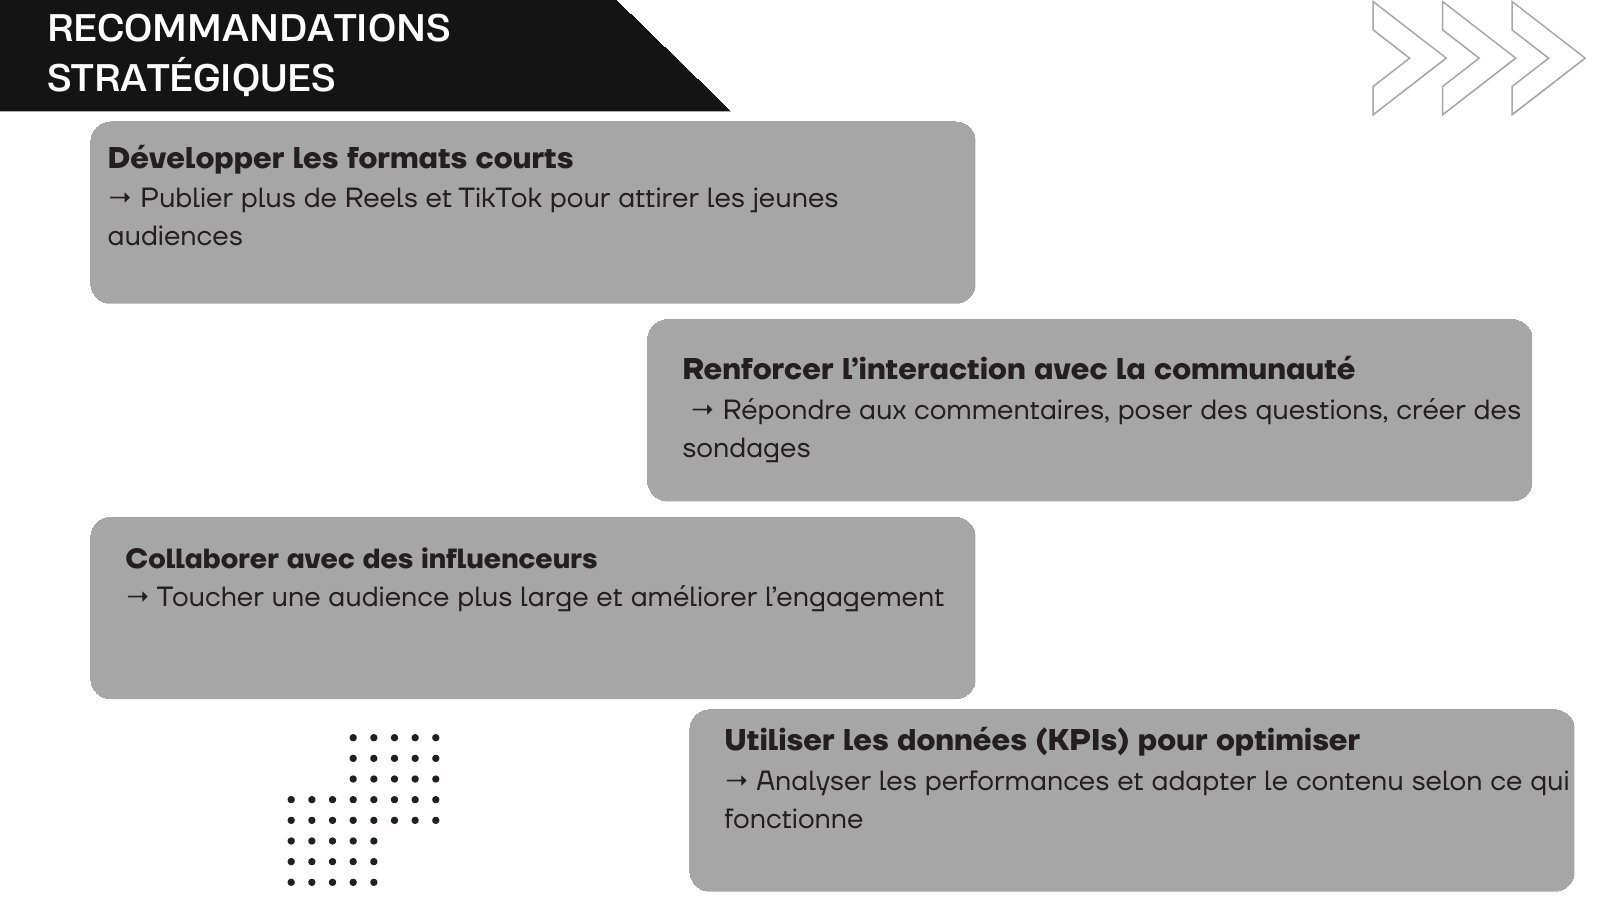 RECOMMANDATIONS
STRATÉGIQUES
Développer les formats courts
→ Publier plus de Reels et TikTok pour attirer les jeunes
audiences
Renforcer l’interaction avec la communauté
→ Répondre aux commentaires, poser des questions, créer des
sondages
Collaborer avec des influenceurs
→ Toucher une audience plus large et améliorer l’engagement
Utiliser les données (KPIs) pour optimiser
→ Analyser les performances et adapter le contenu selon ce qui
fonctionne